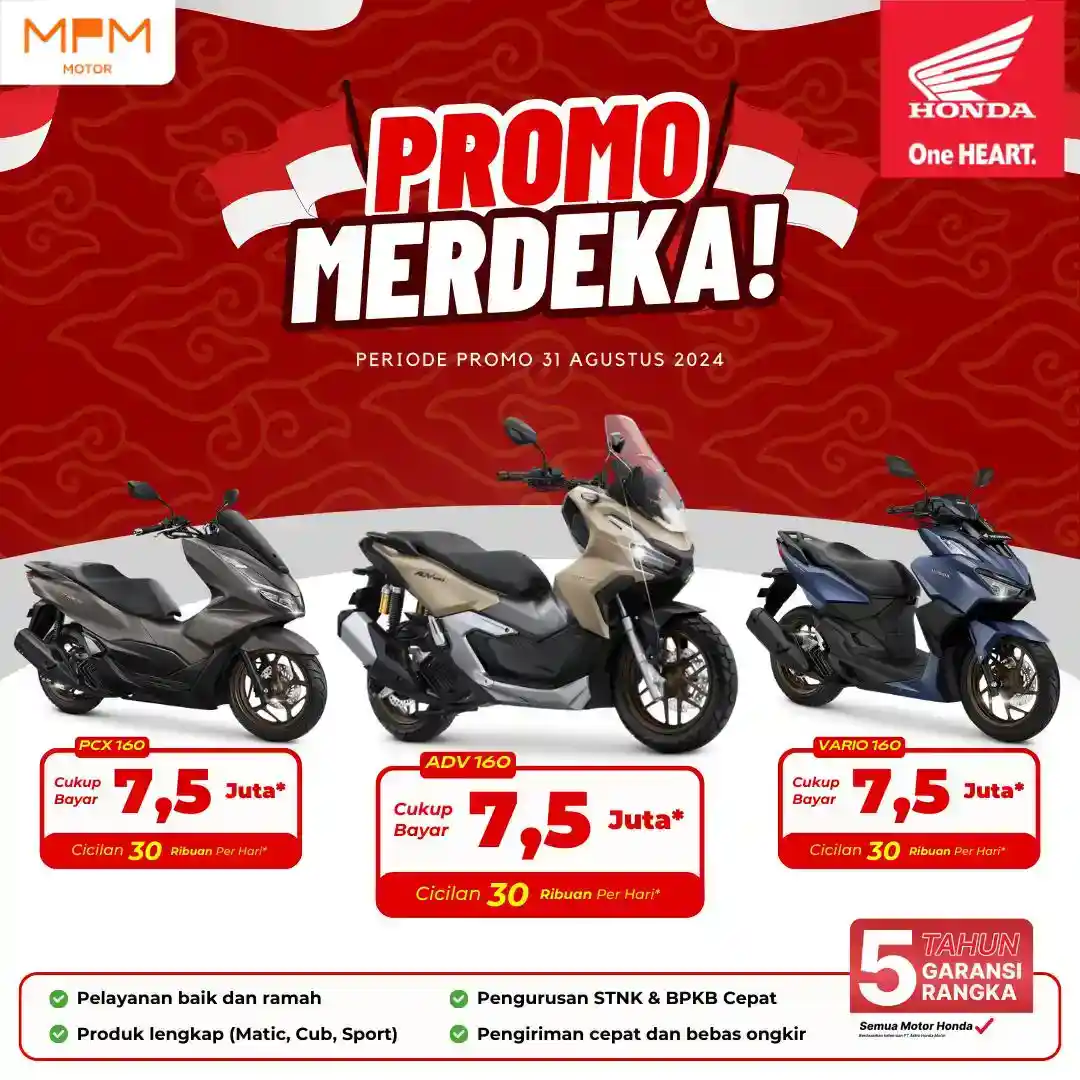 MPM
MOTOR
HONDA
One HEART.
PROMO
MERDEKA!
PERIODE PROMO 31 AGUSTUS 2024
PCX 160
Cukup Bayar 7,5 Juta*
Cicilan 30 Ribuan Per Hari*
ADV 160
Cukup Bayar 7,5 Juta*
Cicilan 30 Ribuan Per Hari*
VARIO 160
Cukup Bayar 7,5 Juta*
Cicilan 30 Ribuan Per Hari*
5 TAHUN
GARANSI
RANGKA
Semua Motor Honda
Pelayanan baik dan ramah
Pengurusan STNK & BPKB Cepat
Produk lengkap (Matic, Cub, Sport)
Pengiriman cepat dan bebas ongkir